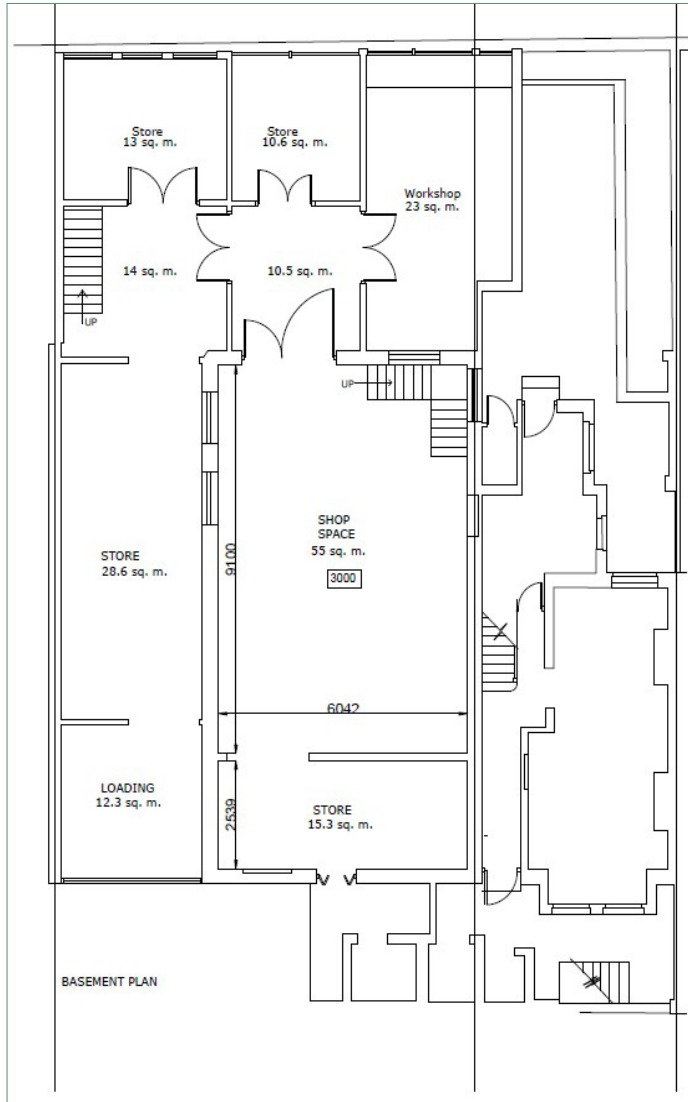 Store
13 sq. m.
Store
10.6 sq. m.
Workshop
23 sq. m.
14 sq. m.
10.5 sq. m.
UP
UP
SHOP
SPACE
55 sq. m.
3000
9100
STORE
28.6 sq. m.
6042
LOADING
12.3 sq. m.
2539
STORE
15.3 sq. m.
BASEMENT PLAN